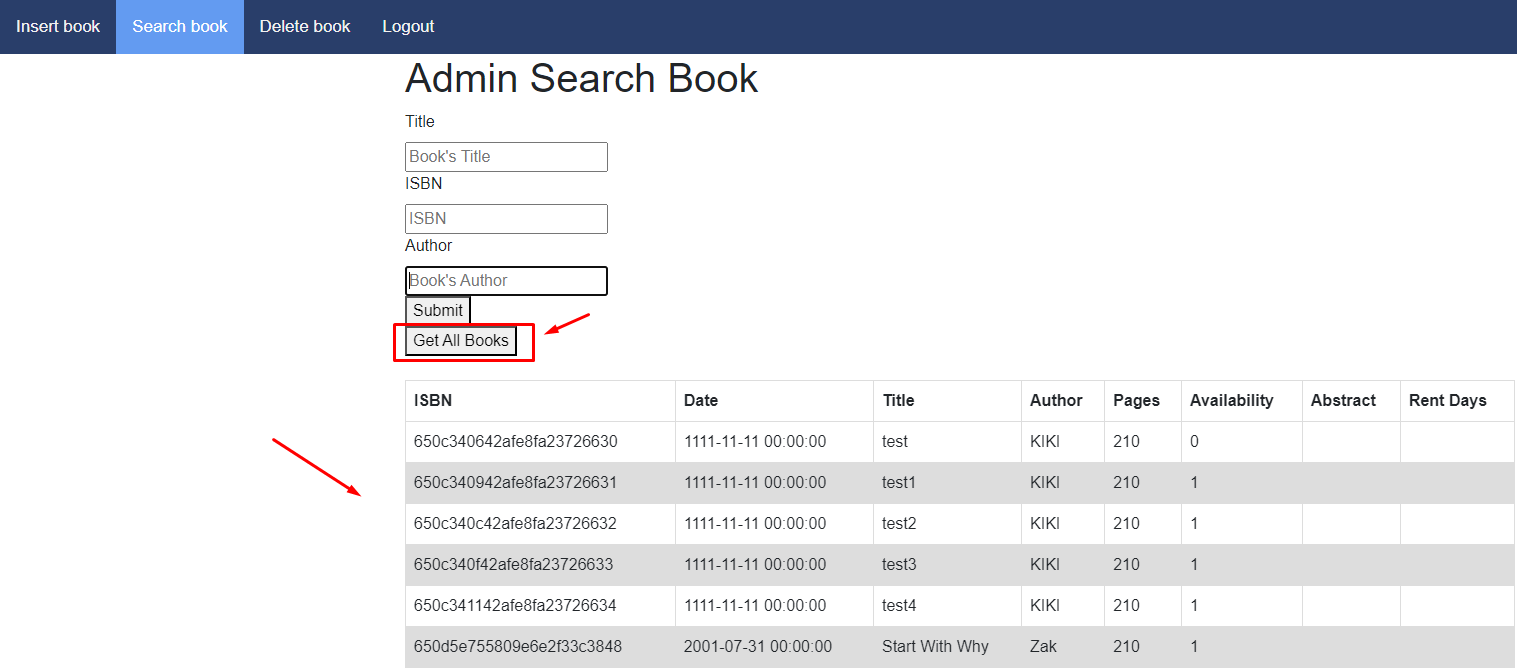 Insert book Search book Delete book Logout
Admin Search Book
Title
Book's Title
ISBN
ISBN
Author
Book's Author
Submit
Get All Books
ISBN Date Title Author Pages Availability Abstract Rent Days
650c340642afe8fa23726630 1111-11-11 00:00:00 test KIKI 210 0
650c340942afe8fa23726631 1111-11-11 00:00:00 test1 KIKI 210 1
650c340c42afe8fa23726632 1111-11-11 00:00:00 test2 KIKI 210 1
650c340f42afe8fa23726633 1111-11-11 00:00:00 test3 KIKI 210 1
650c341142afe8fa23726634 1111-11-11 00:00:00 test4 KIKI 210 1
650d5e755809e6e2f33c3848 2001-07-31 00:00:00 Start With Why Zak 210 1